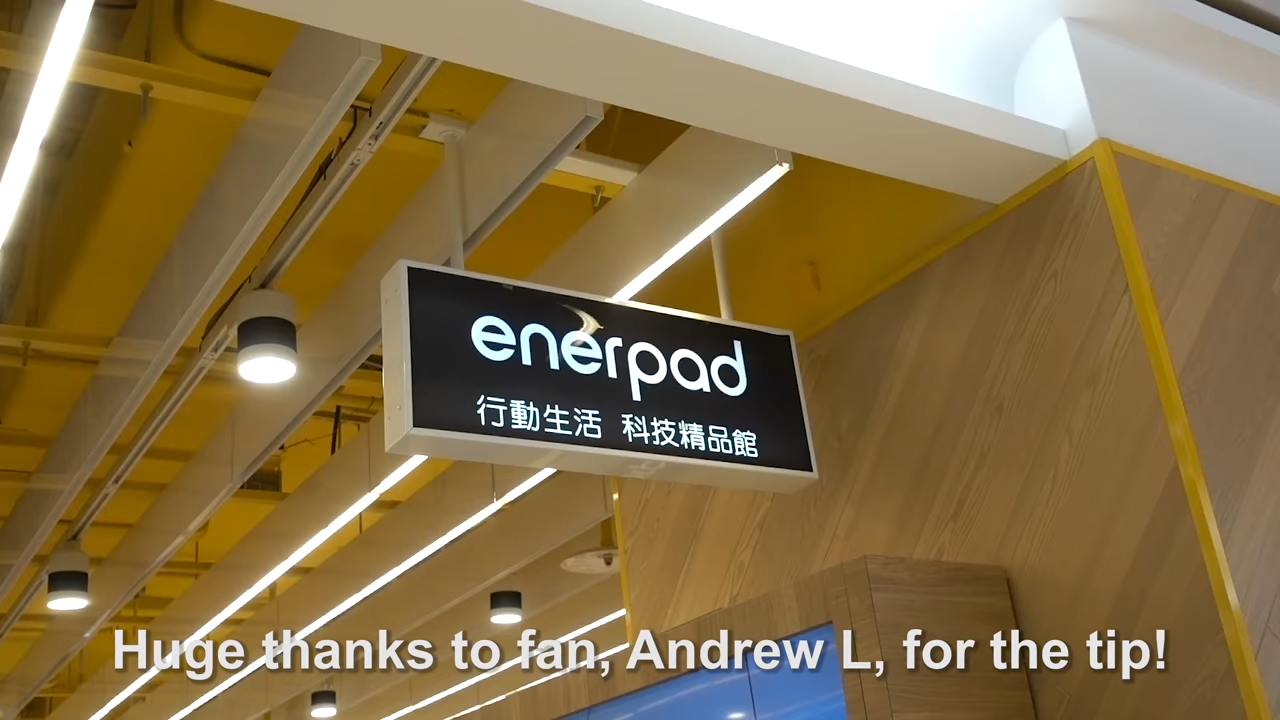 enerpad
行動生活 科技精品館
Huge thanks to fan, Andrew L, for the tip!